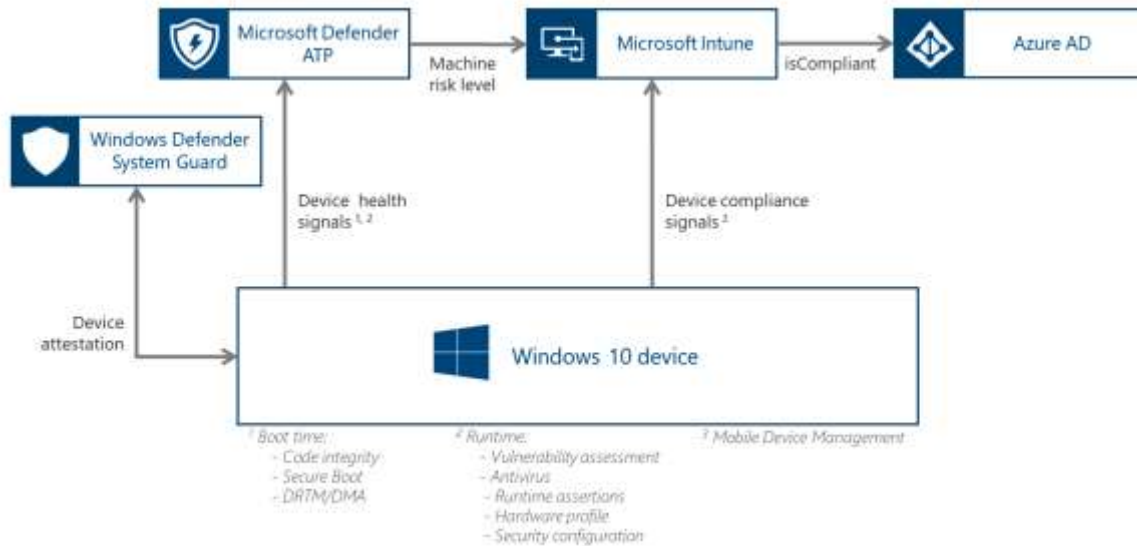 Microsoft Defender
ATP
Machine
risk level
Microsoft Intune
isCompliant
Azure AD
Windows Defender
System Guard
Device health
signals 1, 2
Device compliance
signals 3
Device
attestation
Windows 10 device
1 Boot time:
- Code integrity
- Secure Boot
- DRTM/DMA
2 Runtime:
- Vulnerability assessment
- Antivirus
- Runtime assertions
- Hardware profile
- Security configuration
3 Mobile Device Management